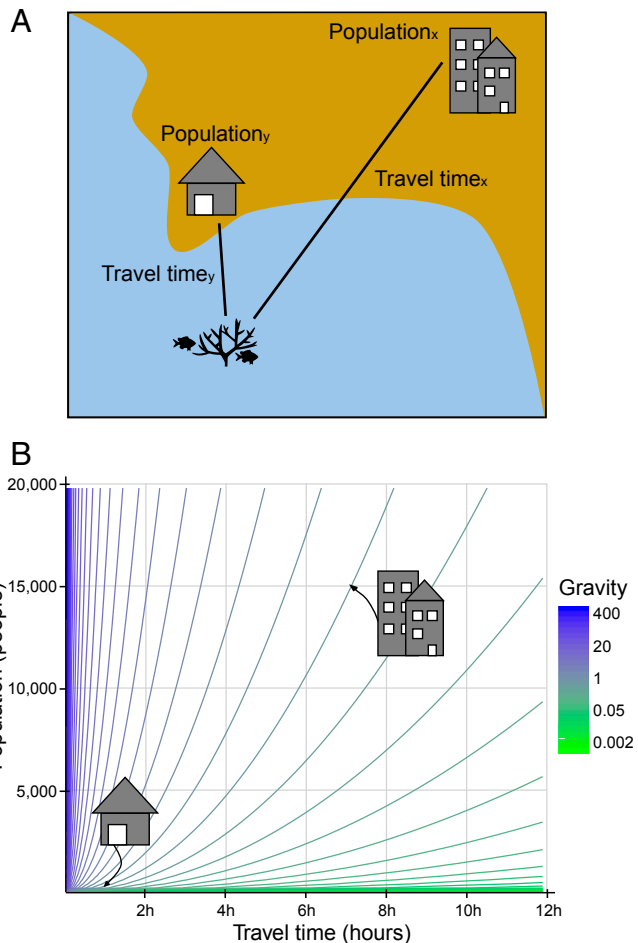 A
Populationx
Populationy
Travel timex
Travel timey
B
20,000
15,000
10,000
5,000
2h
4h
6h
8h
10h
12h
Travel time (hours)
Gravity
400
20
1
0.05
0.002